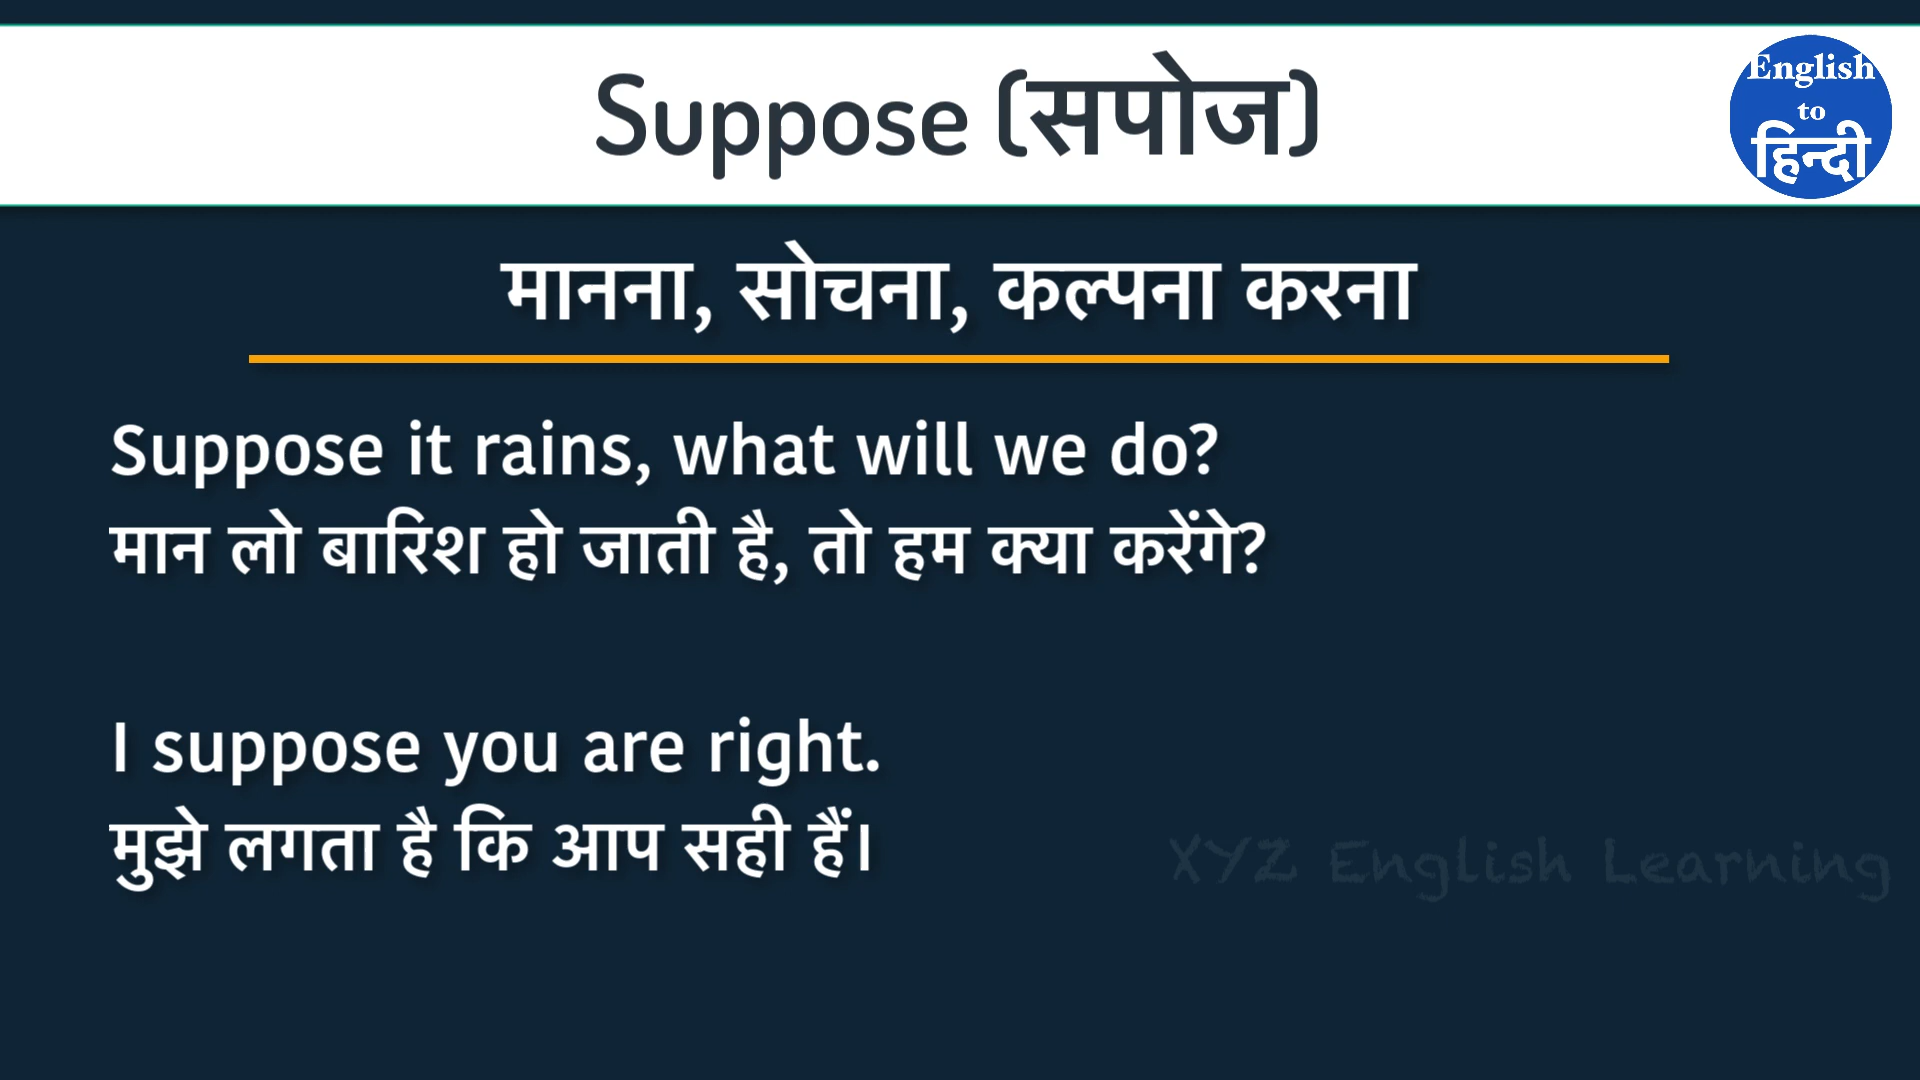 Suppose (सपोज)
English
to
हिन्दी
मानना, सोचना, कल्पना करना
Suppose it rains, what will we do?
मान लो बारिश हो जाती है, तो हम क्या करेंगे?
I suppose you are right.
मुझे लगता है कि आप सही हैं।
XYZ English Learning